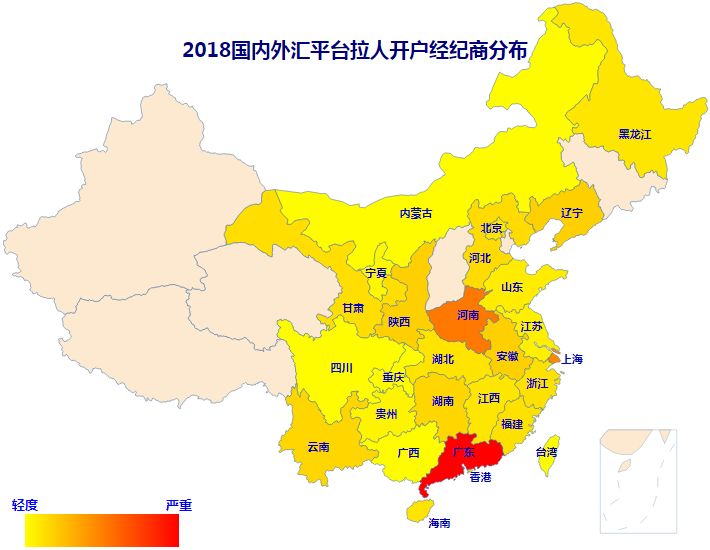 2018国内外汇平台拉人开户经纪商分布
黑龙江
内蒙古
辽宁
北京
河北
宁夏
山东
甘肃
陕西
河南
江苏
湖北
安徽
上海
四川
重庆
浙江
湖南
江西
贵州
福建
云南
广西
广东
台湾
香港
海南
轻度
严重